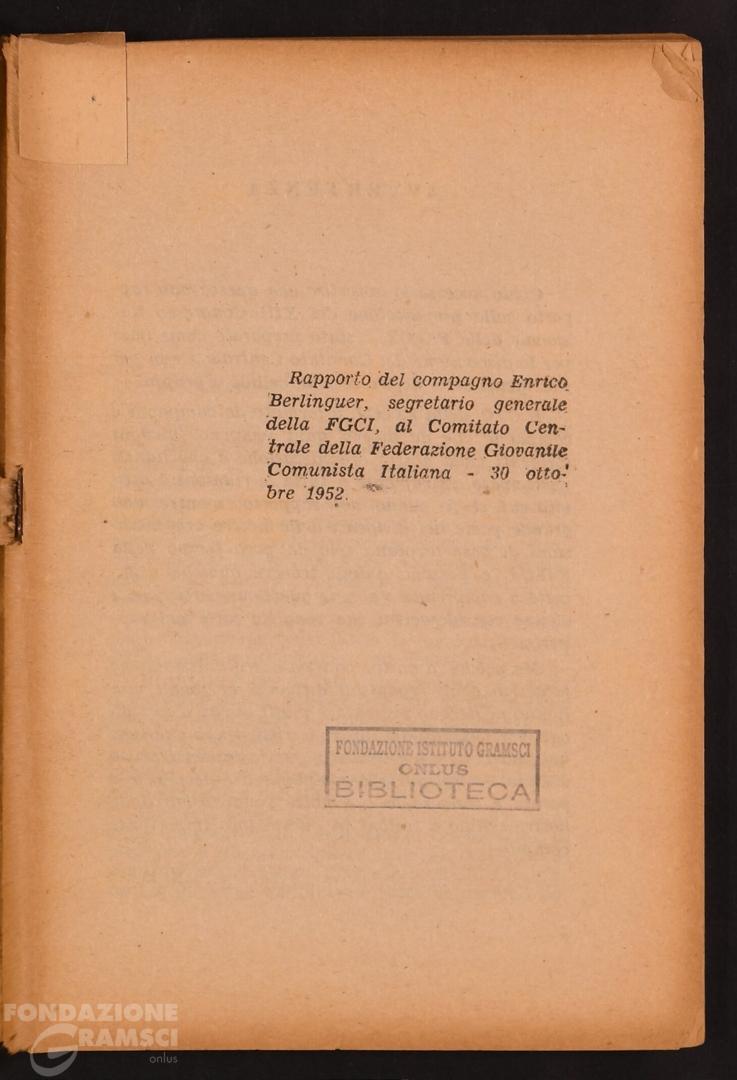 Rapporto del compagno Enrico
Berlinguer, segretario generale
della FGCI, al Comitato Cen-
trale della Federazione Giovanile
Comunista Italiana - 30 otto-
bre 1952.
FONDAZIONE ISTITUTO GRAMSCI
ONLUS
BIBLIOTECA
FONDAZIONE
GRAMSCI
onlus